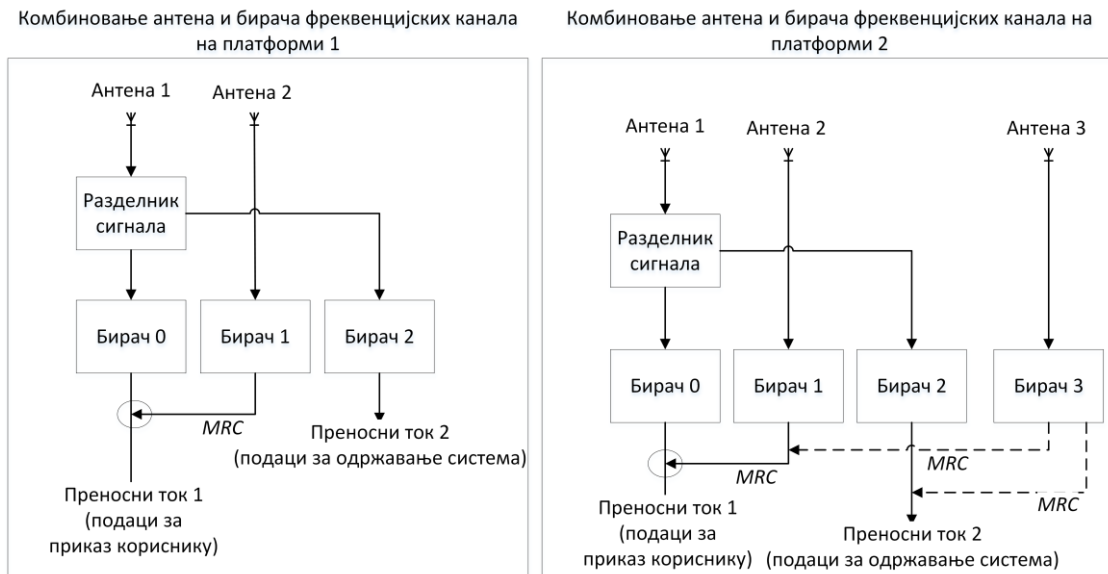 Комбиновање антена и бирача фреквенцијских канала
на платформи 1
Антена 1
Антена 2
Разделник
сигнала
Бирач 0
Бирач 1
Бирач 2
MRC
Преносни ток 2
(подаци за одржавање система)
Преносни ток 1
(подаци за
приказ кориснику)
Комбиновање антена и бирача фреквенцијских канала на
платформи 2
Антена 1
Антена 2
Антена 3
Разделник
сигнала
Бирач 0
Бирач 1
Бирач 2
Бирач 3
MRC
MRC
MRC
Преносни ток 1
(подаци за
приказ кориснику)
Преносни ток 2
(подаци за одржавање система)